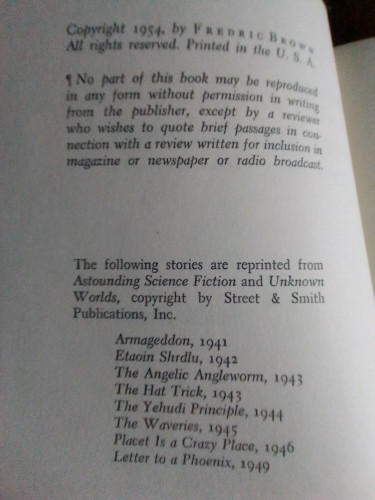 Copyright 1954, by FREDRIC BROWN
All rights reserved. Printed in the U. S. A.
¶ No part of this book may be reproduced
in any form without permission in writing
from the publisher, except by a reviewer
who wishes to quote brief passages in con-
nection with a review written for inclusion in
magazine or newspaper or radio broadcast.
The following stories are reprinted from
Astounding Science Fiction and Unknown
Worlds, copyright by Street & Smith
Publications, Inc.
Armageddon, 1941
Etaoin Shrdlu, 1942
The Angelic Angleworm, 1943
The Hat Trick, 1943
The Yehudi Principle, 1944
The Waveries, 1945
Placet Is a Crazy Place, 1946
Letter to a Phoenix, 1949